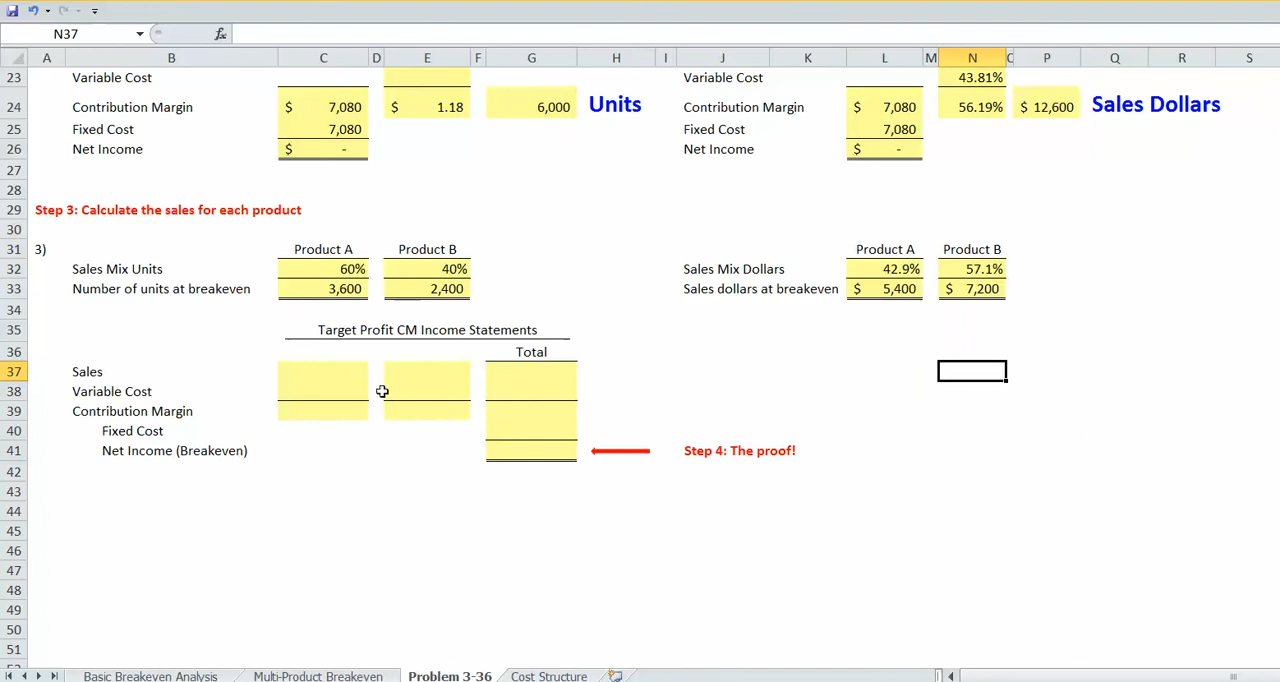 N37 fx
A B C D E F G H I J K L M N O P Q R S
23 Variable Cost Variable Cost 43.81%
24 Contribution Margin $ 7,080 $ 1.18 6,000 Units Contribution Margin $ 7,080 56.19% $ 12,600 Sales Dollars
25 Fixed Cost 7,080 Fixed Cost 7,080
26 Net Income $ - Net Income $ -
27
28
29 Step 3: Calculate the sales for each product
30
31 3) Product A Product B Product A Product B
32 Sales Mix Units 60% 40% Sales Mix Dollars 42.9% 57.1%
33 Number of units at breakeven 3,600 2,400 Sales dollars at breakeven $ 5,400 $ 7,200
34
35 Target Profit CM Income Statements
36 Total
37 Sales
38 Variable Cost
39 Contribution Margin
40 Fixed Cost
41 Net Income (Breakeven) Step 4: The proof!
42
43
44
45
46
47
48
49
50
51
Basic Breakeven Analysis Multi-Product Breakeven Problem 3-36 Cost Structure